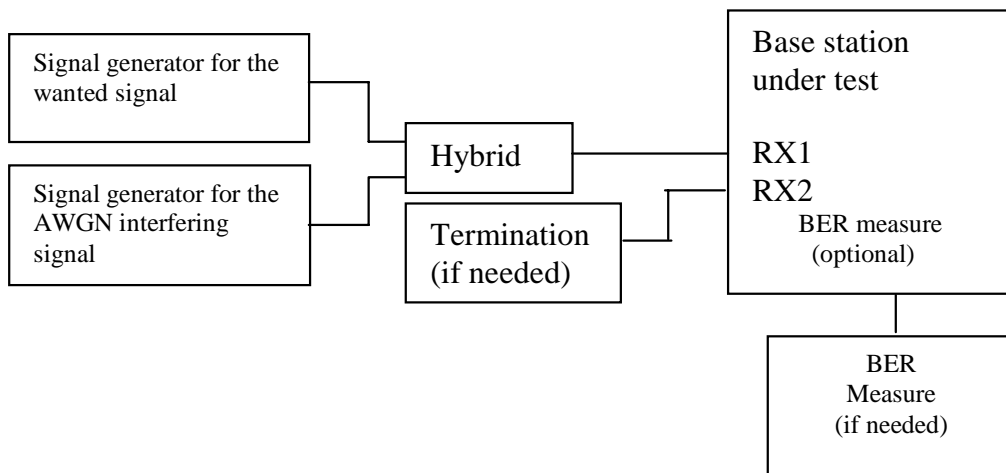 Signal generator for the
wanted signal
Signal generator for the
AWGN interfering
signal
Hybrid
Termination
(if needed)
Base station
under test
RX1
RX2
BER measure
(optional)
BER
Measure
(if needed)